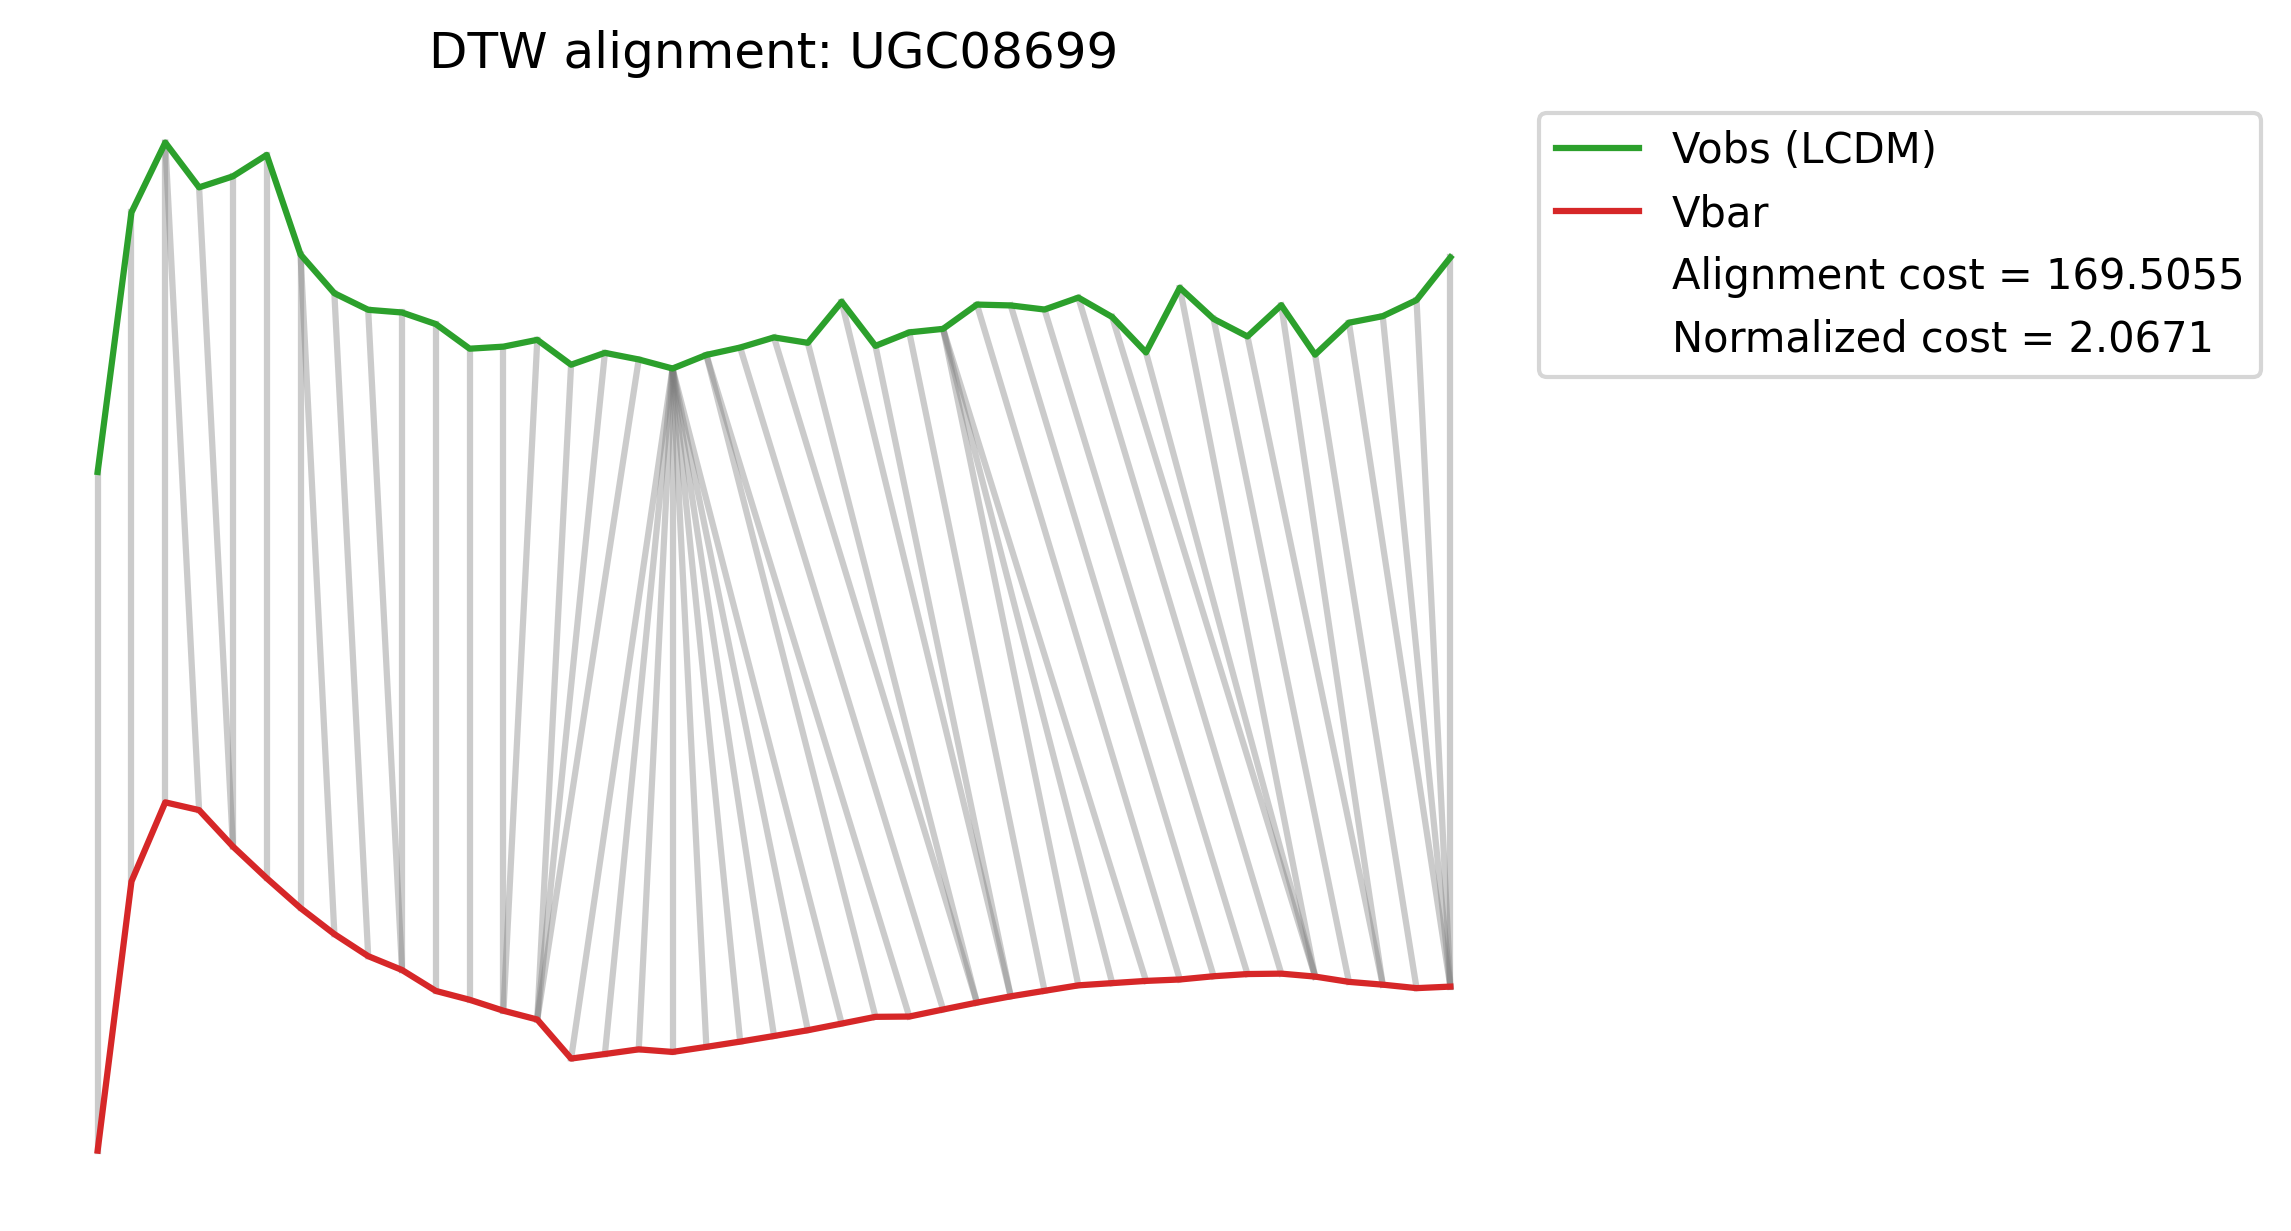 DTW alignment: UGC08699
Vobs (LCDM)
Vbar
Alignment cost = 169.5055
Normalized cost = 2.0671